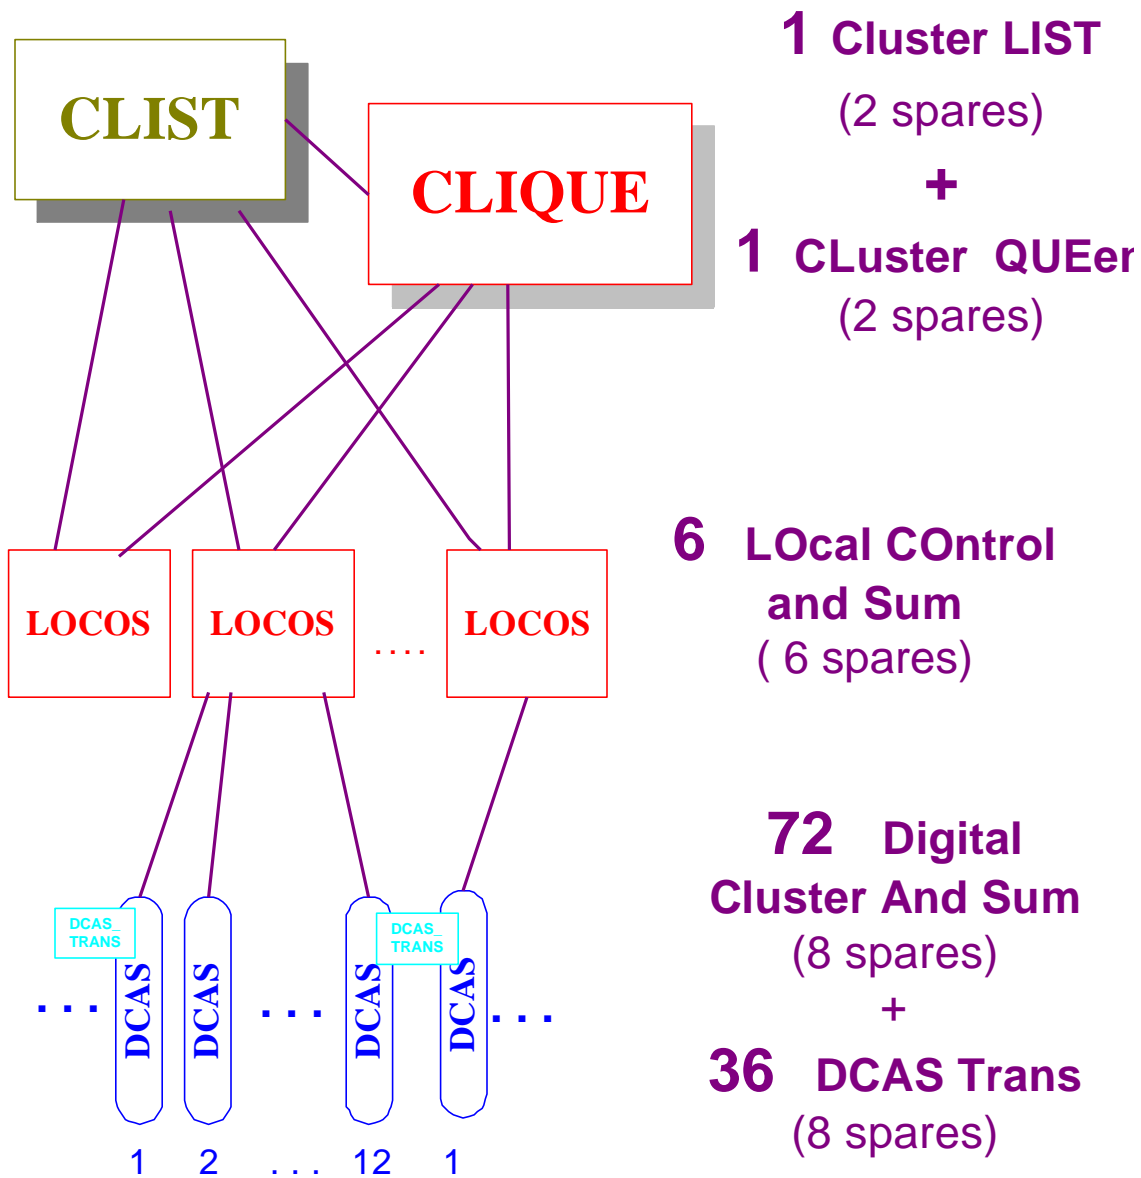 1 Cluster LIST
CLIST
(2 spares)
+
CLIQUE
1 CLuster QUEen
(2 spares)
6 LOcal COntrol
and Sum
( 6 spares)
LOCOS LOCOS .... LOCOS
72 Digital
Cluster And Sum
(8 spares)
+
36 DCAS Trans
(8 spares)
DCAS_
TRANS
DCAS_
TRANS
... DCAS DCAS ... DCAS DCAS ...
1 2 ... 12 1